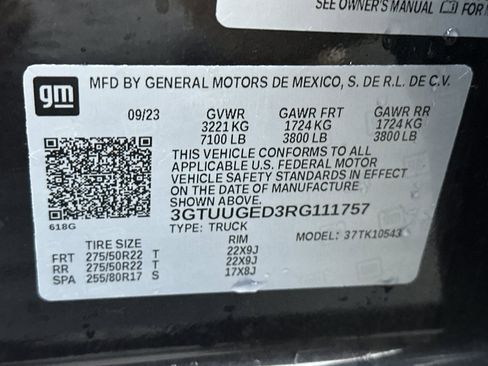 SEE OWNER'S MANUAL FOR M
gm
MFD BY GENERAL MOTORS DE MEXICO, S. DE R.L. DE C.V.
09/23 GVWR GAWR FRT GAWR RR
3221 KG 1724 KG 1724 KG
7100 LB 3800 LB 3800 LB
THIS VEHICLE CONFORMS TO ALL
APPLICABLE U.S. FEDERAL MOTOR
VEHICLE SAFETY STANDARDS IN EFFECT
ON THE DATE OF MANUFACTURE SHOWN ABOVE.
3GTUUGED3RG111757
618G
TYPE: TRUCK MODEL: 37TK10543
TIRE SIZE RIM
FRT 275/50R22 T 22X9J
RR 275/50R22 T 22X9J
SPA 255/80R17 S 17X8J